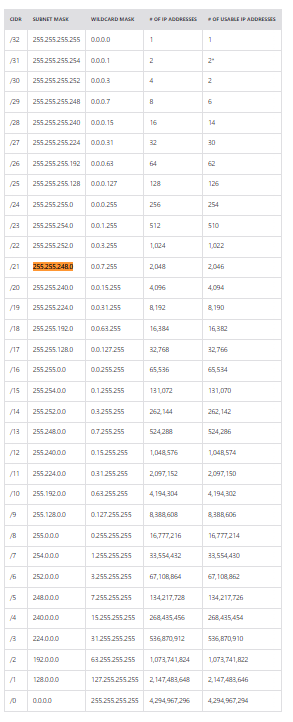 CIDR SUBNET MASK WILDCARD MASK # OF IP ADDRESSES # OF USABLE IP ADDRESSES
/32 255.255.255.255 0.0.0.0 1 1
/31 255.255.255.254 0.0.0.1 2 2*
/30 255.255.255.252 0.0.0.3 4 2
/29 255.255.255.248 0.0.0.7 8 6
/28 255.255.255.240 0.0.0.15 16 14
/27 255.255.255.224 0.0.0.31 32 30
/26 255.255.255.192 0.0.0.63 64 62
/25 255.255.255.128 0.0.0.127 128 126
/24 255.255.255.0 0.0.0.255 256 254
/23 255.255.254.0 0.0.1.255 512 510
/22 255.255.252.0 0.0.3.255 1,024 1,022
/21 255.255.248.0 0.0.7.255 2,048 2,046
/20 255.255.240.0 0.0.15.255 4,096 4,094
/19 255.255.224.0 0.0.31.255 8,192 8,190
/18 255.255.192.0 0.0.63.255 16,384 16,382
/17 255.255.128.0 0.0.127.255 32,768 32,766
/16 255.255.0.0 0.0.255.255 65,536 65,534
/15 255.254.0.0 0.1.255.255 131,072 131,070
/14 255.252.0.0 0.3.255.255 262,144 262,142
/13 255.248.0.0 0.7.255.255 524,288 524,286
/12 255.240.0.0 0.15.255.255 1,048,576 1,048,574
/11 255.224.0.0 0.31.255.255 2,097,152 2,097,150
/10 255.192.0.0 0.63.255.255 4,194,304 4,194,302
/9 255.128.0.0 0.127.255.255 8,388,608 8,388,606
/8 255.0.0.0 0.255.255.255 16,777,216 16,777,214
/7 254.0.0.0 1.255.255.255 33,554,432 33,554,430
/6 252.0.0.0 3.255.255.255 67,108,864 67,108,862
/5 248.0.0.0 7.255.255.255 134,217,728 134,217,726
/4 240.0.0.0 15.255.255.255 268,435,456 268,435,454
/3 224.0.0.0 31.255.255.255 536,870,912 536,870,910
/2 192.0.0.0 63.255.255.255 1,073,741,824 1,073,741,822
/1 128.0.0.0 127.255.255.255 2,147,483,648 2,147,483,646
/0 0.0.0.0 255.255.255.255 4,294,967,296 4,294,967,294